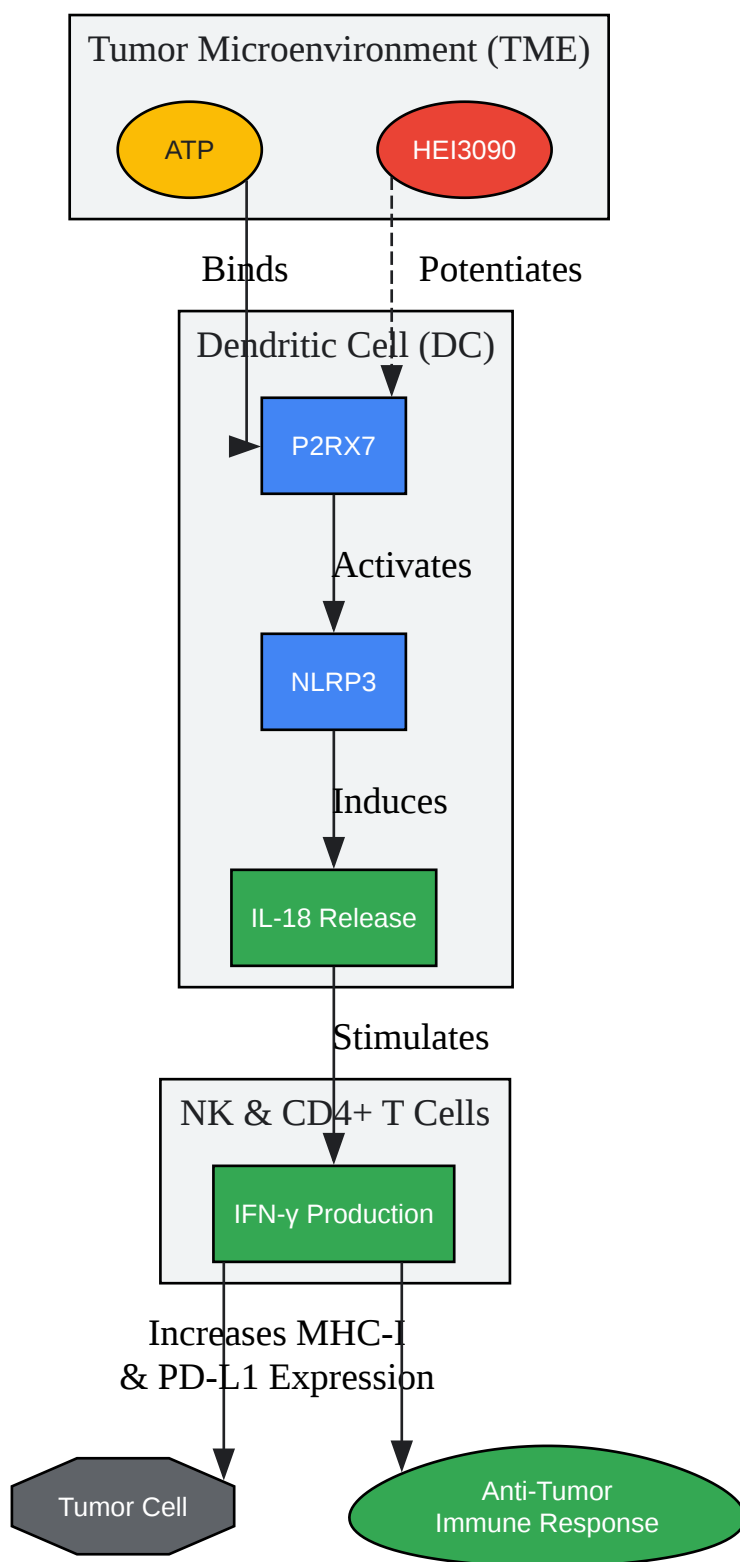 Tumor Microenvironment (TME)
ATP
HEI3090
Binds
Potentiates
Dendritic Cell (DC)
P2RX7
Activates
NLRP3
Induces
IL-18 Release
Stimulates
NK & CD4+ T Cells
IFN-γ Production
Increases MHC-I
& PD-L1 Expression
Tumor Cell
Anti-Tumor
Immune Response